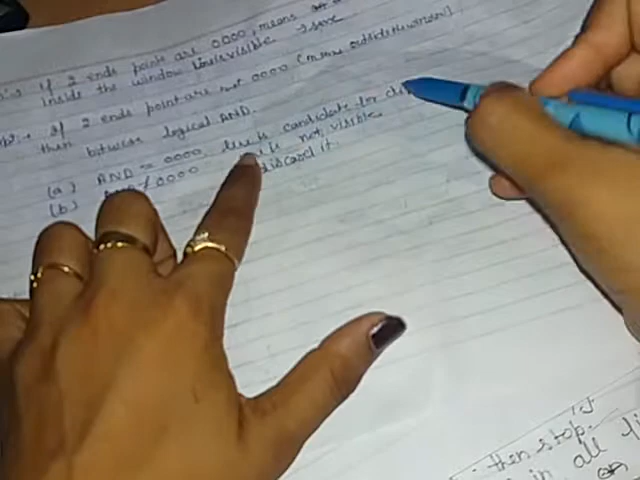 if 2 ends points are 0000, means
inside the window visible → save
if 2 ends point are not 0000 (means outside the window)
then bitwise logical AND.
(a) AND = 0000, line is candidate for
(b) AND ≠ 0000 line is not visible
discard it.
then stop.
in all